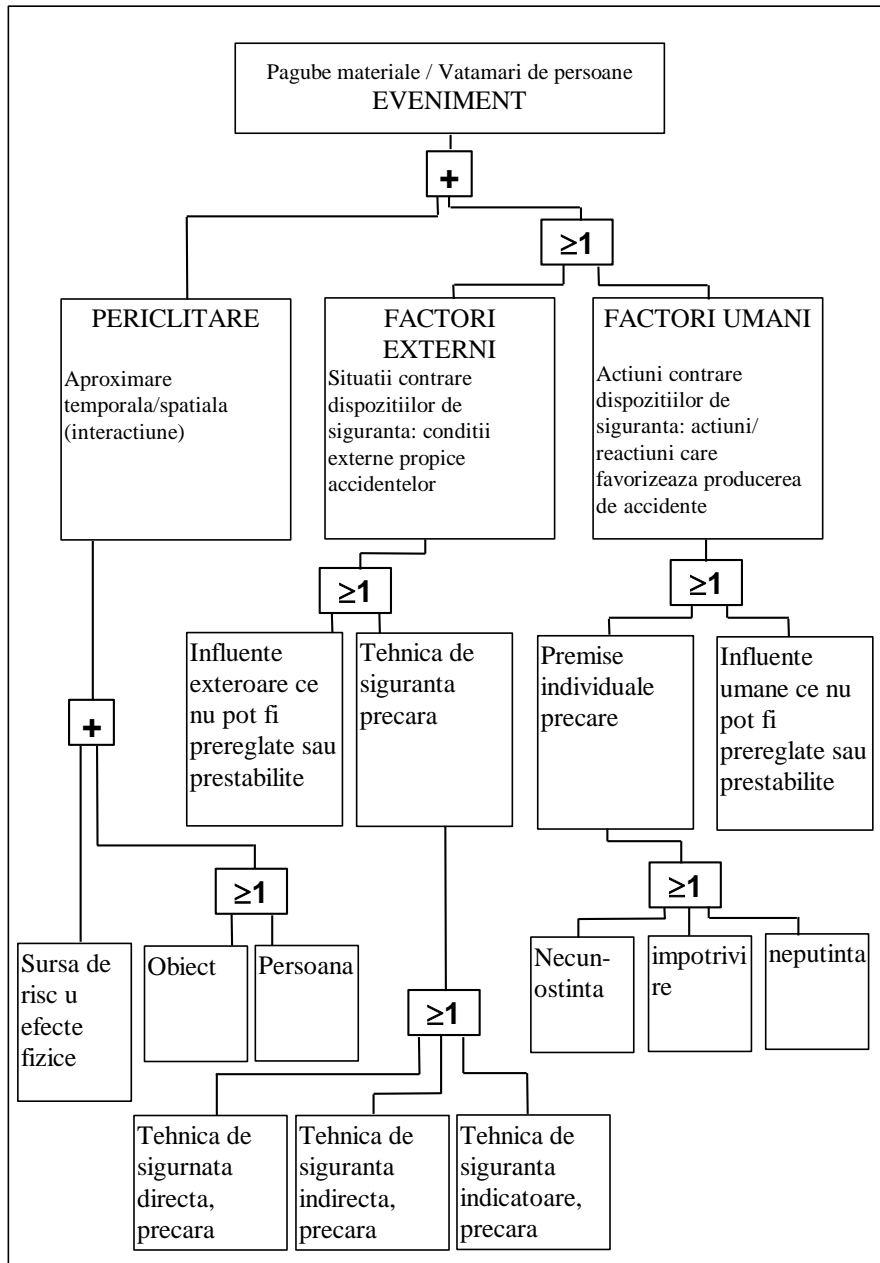 Pagube materiale / Vatamari de persoane
EVENIMENT
+
≥1
PERICLITARE
Aproximare
temporala/spatiala
(interactiune)
FACTORI
EXTERNI
Situatii contrare
dispozitiilor de
siguranta: conditii
externe propice
accidentelor
FACTORI UMANI
Actiuni contrare
dispozitiilor de
siguranta: actiuni/
reactiuni care
favorizeaza producerea
de accidente
≥1
≥1
Influente
exteroare ce
nu pot fi
prereglate sau
prestabilite
Tehnica de
siguranta
precara
Premise
individuale
precare
Influente
umane ce nu
pot fi
prereglate sau
prestabilite
+
≥1
≥1
Sursa de
risc u
efecte
fizice
Obiect
Persoana
Necun-
ostinta
impotrivi
re
neputinta
≥1
Tehnica de
sigurnata
directa,
precara
Tehnica de
siguranta
indirecta,
precara
Tehnica de
siguranta
indicatoare,
precara